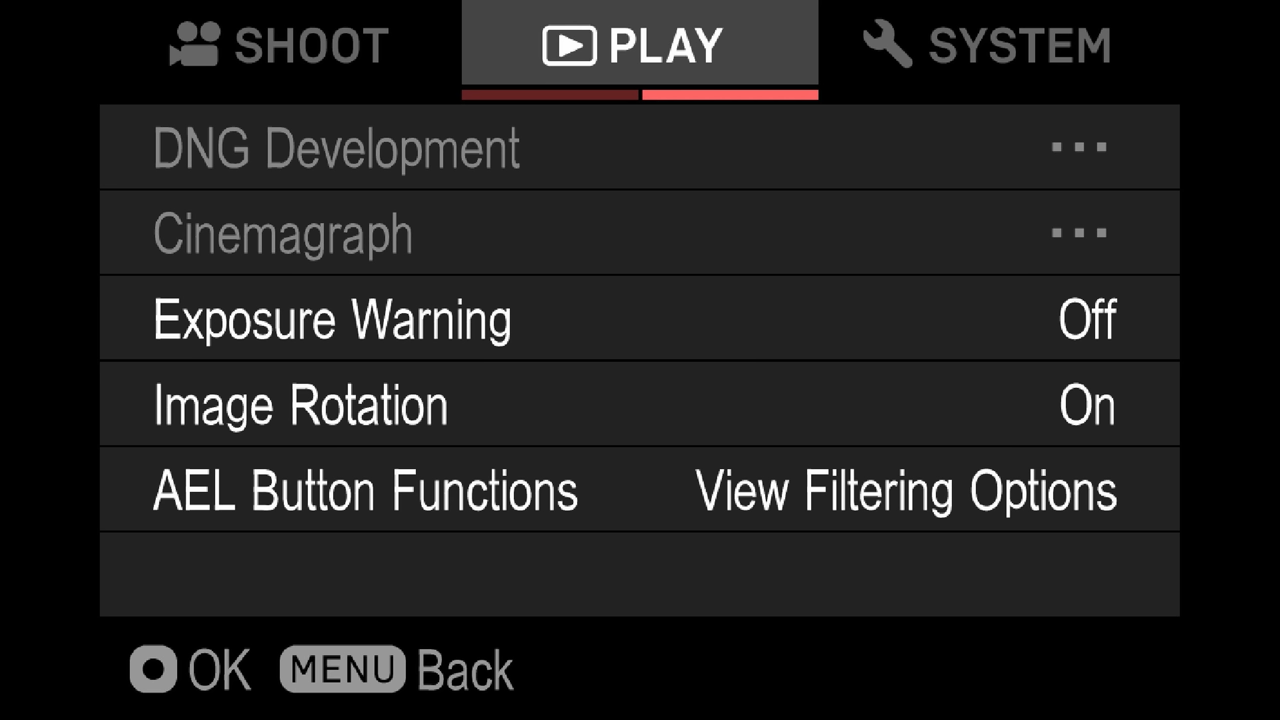 SHOOT PLAY SYSTEM
DNG Development ...
Cinemagraph ...
Exposure Warning Off
Image Rotation On
AEL Button Functions View Filtering Options
OK MENU Back